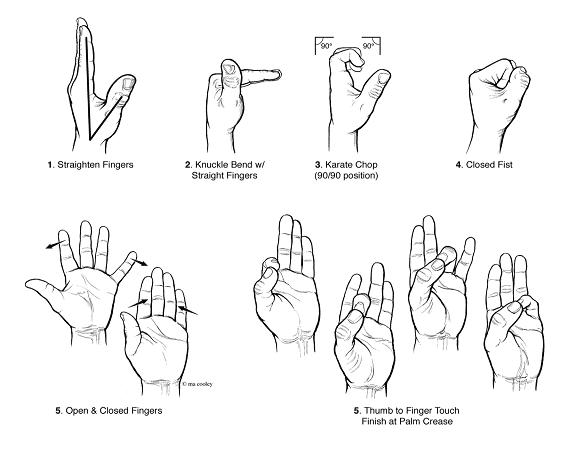 90° 90°
1. Straighten Fingers
2. Knuckle Bend w/
Straight Fingers
3. Karate Chop
(90/90 position)
4. Closed Fist
© ma cooley
5. Open & Closed Fingers
5. Thumb to Finger Touch
Finish at Palm Crease